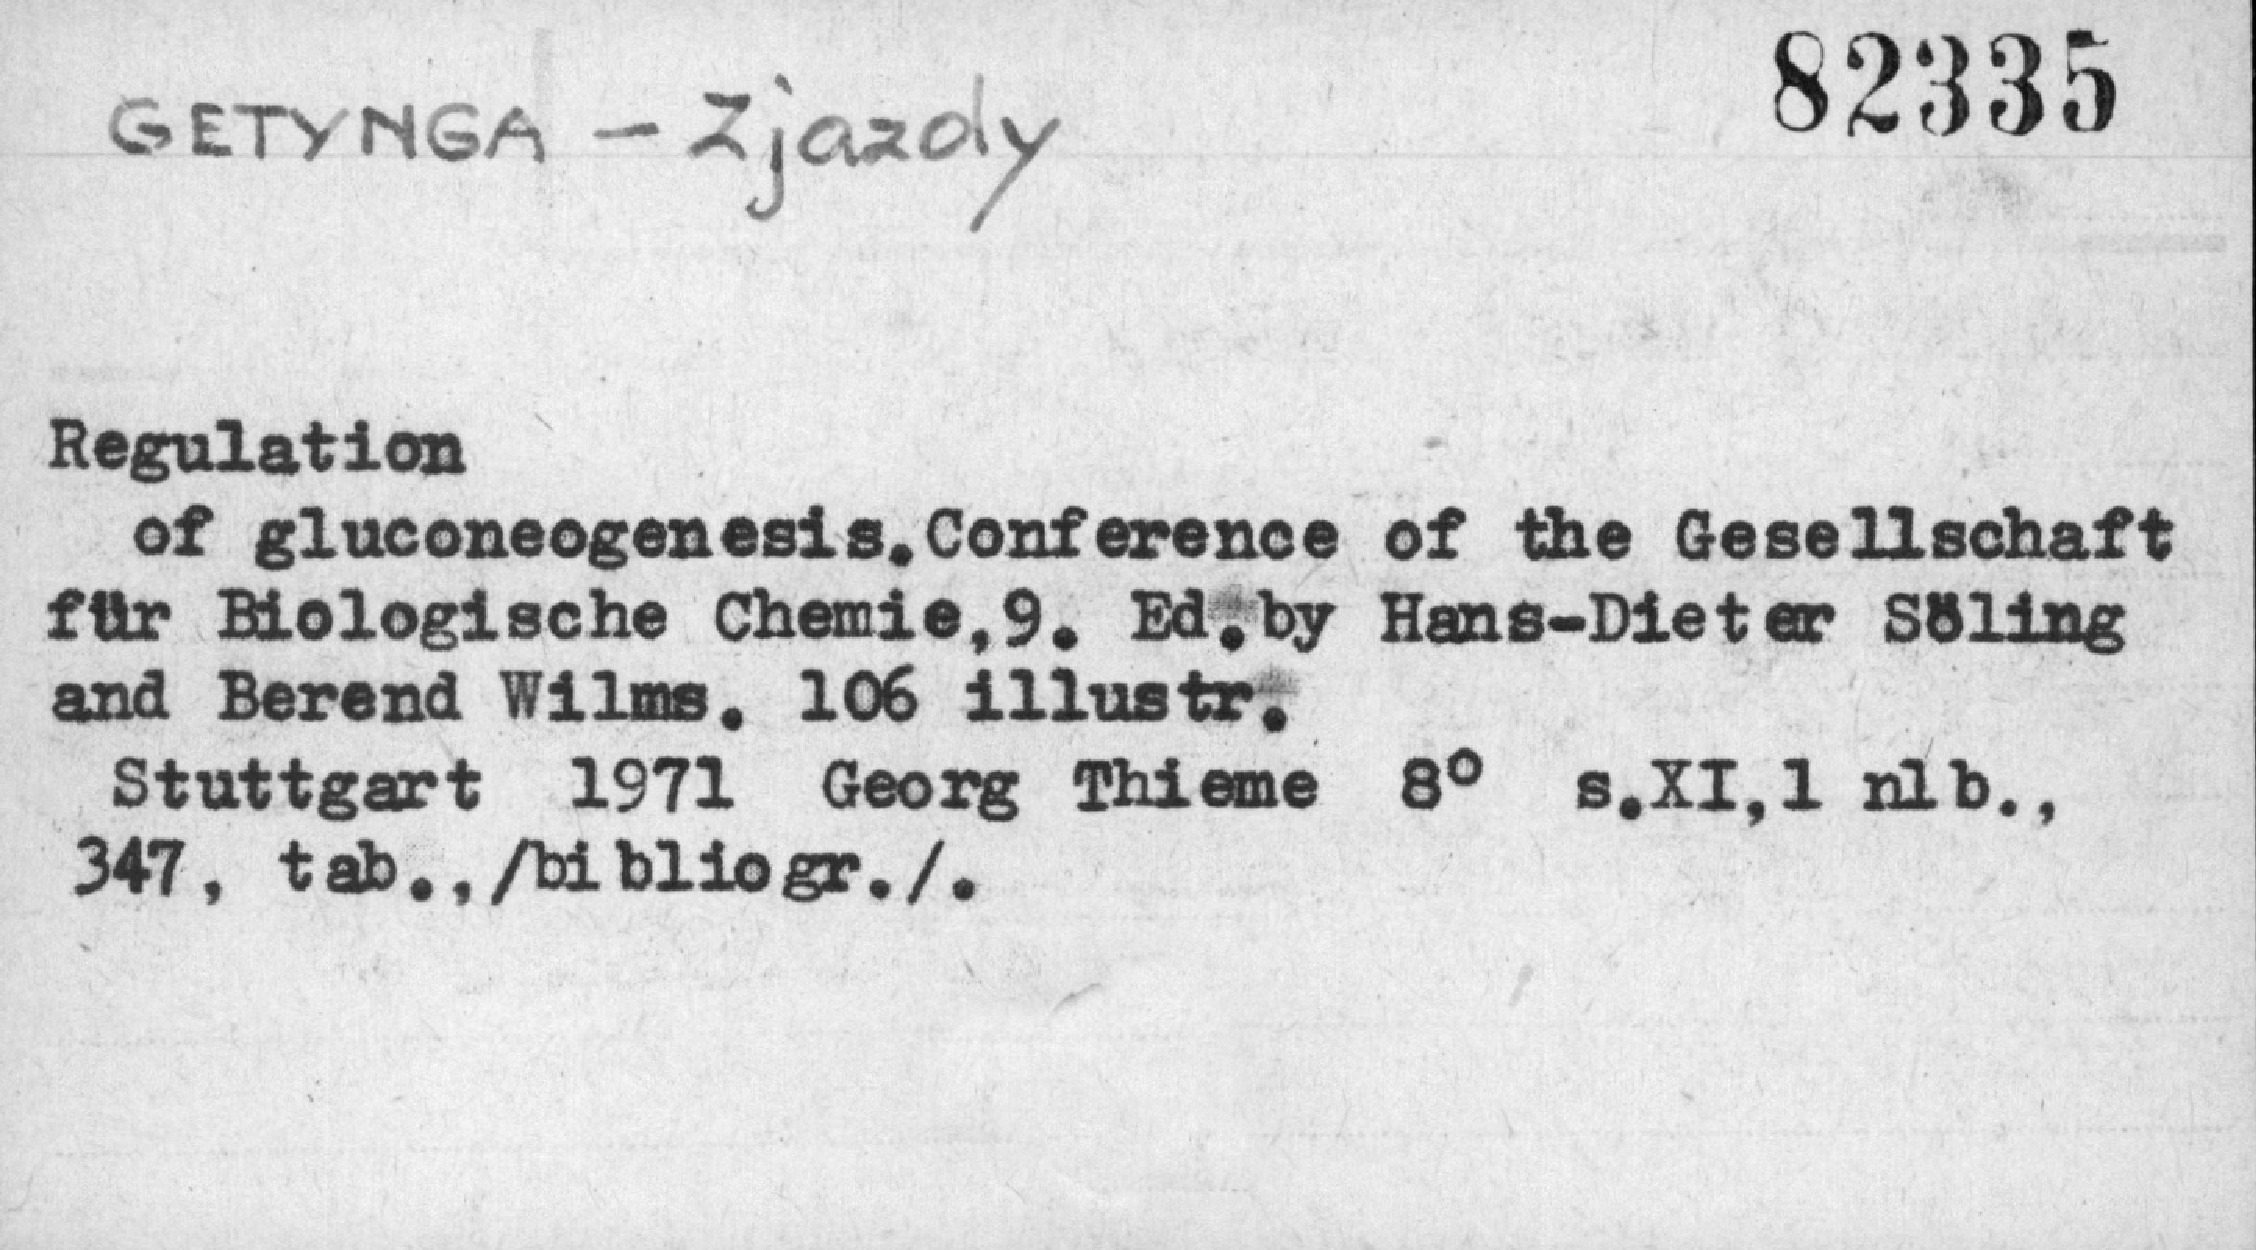 GETYNGA – Zjazdy
82335
Regulation
of gluconeogenesis.Conference of the Gesellschaft
für Biologische Chemie,9. Ed.by Hans-Dieter Söling
and Berend Wilms. 106 illustr.
Stuttgart 1971 Georg Thieme 8° s.XI,1 nlb.,
347, tab.,/bibliogr./.